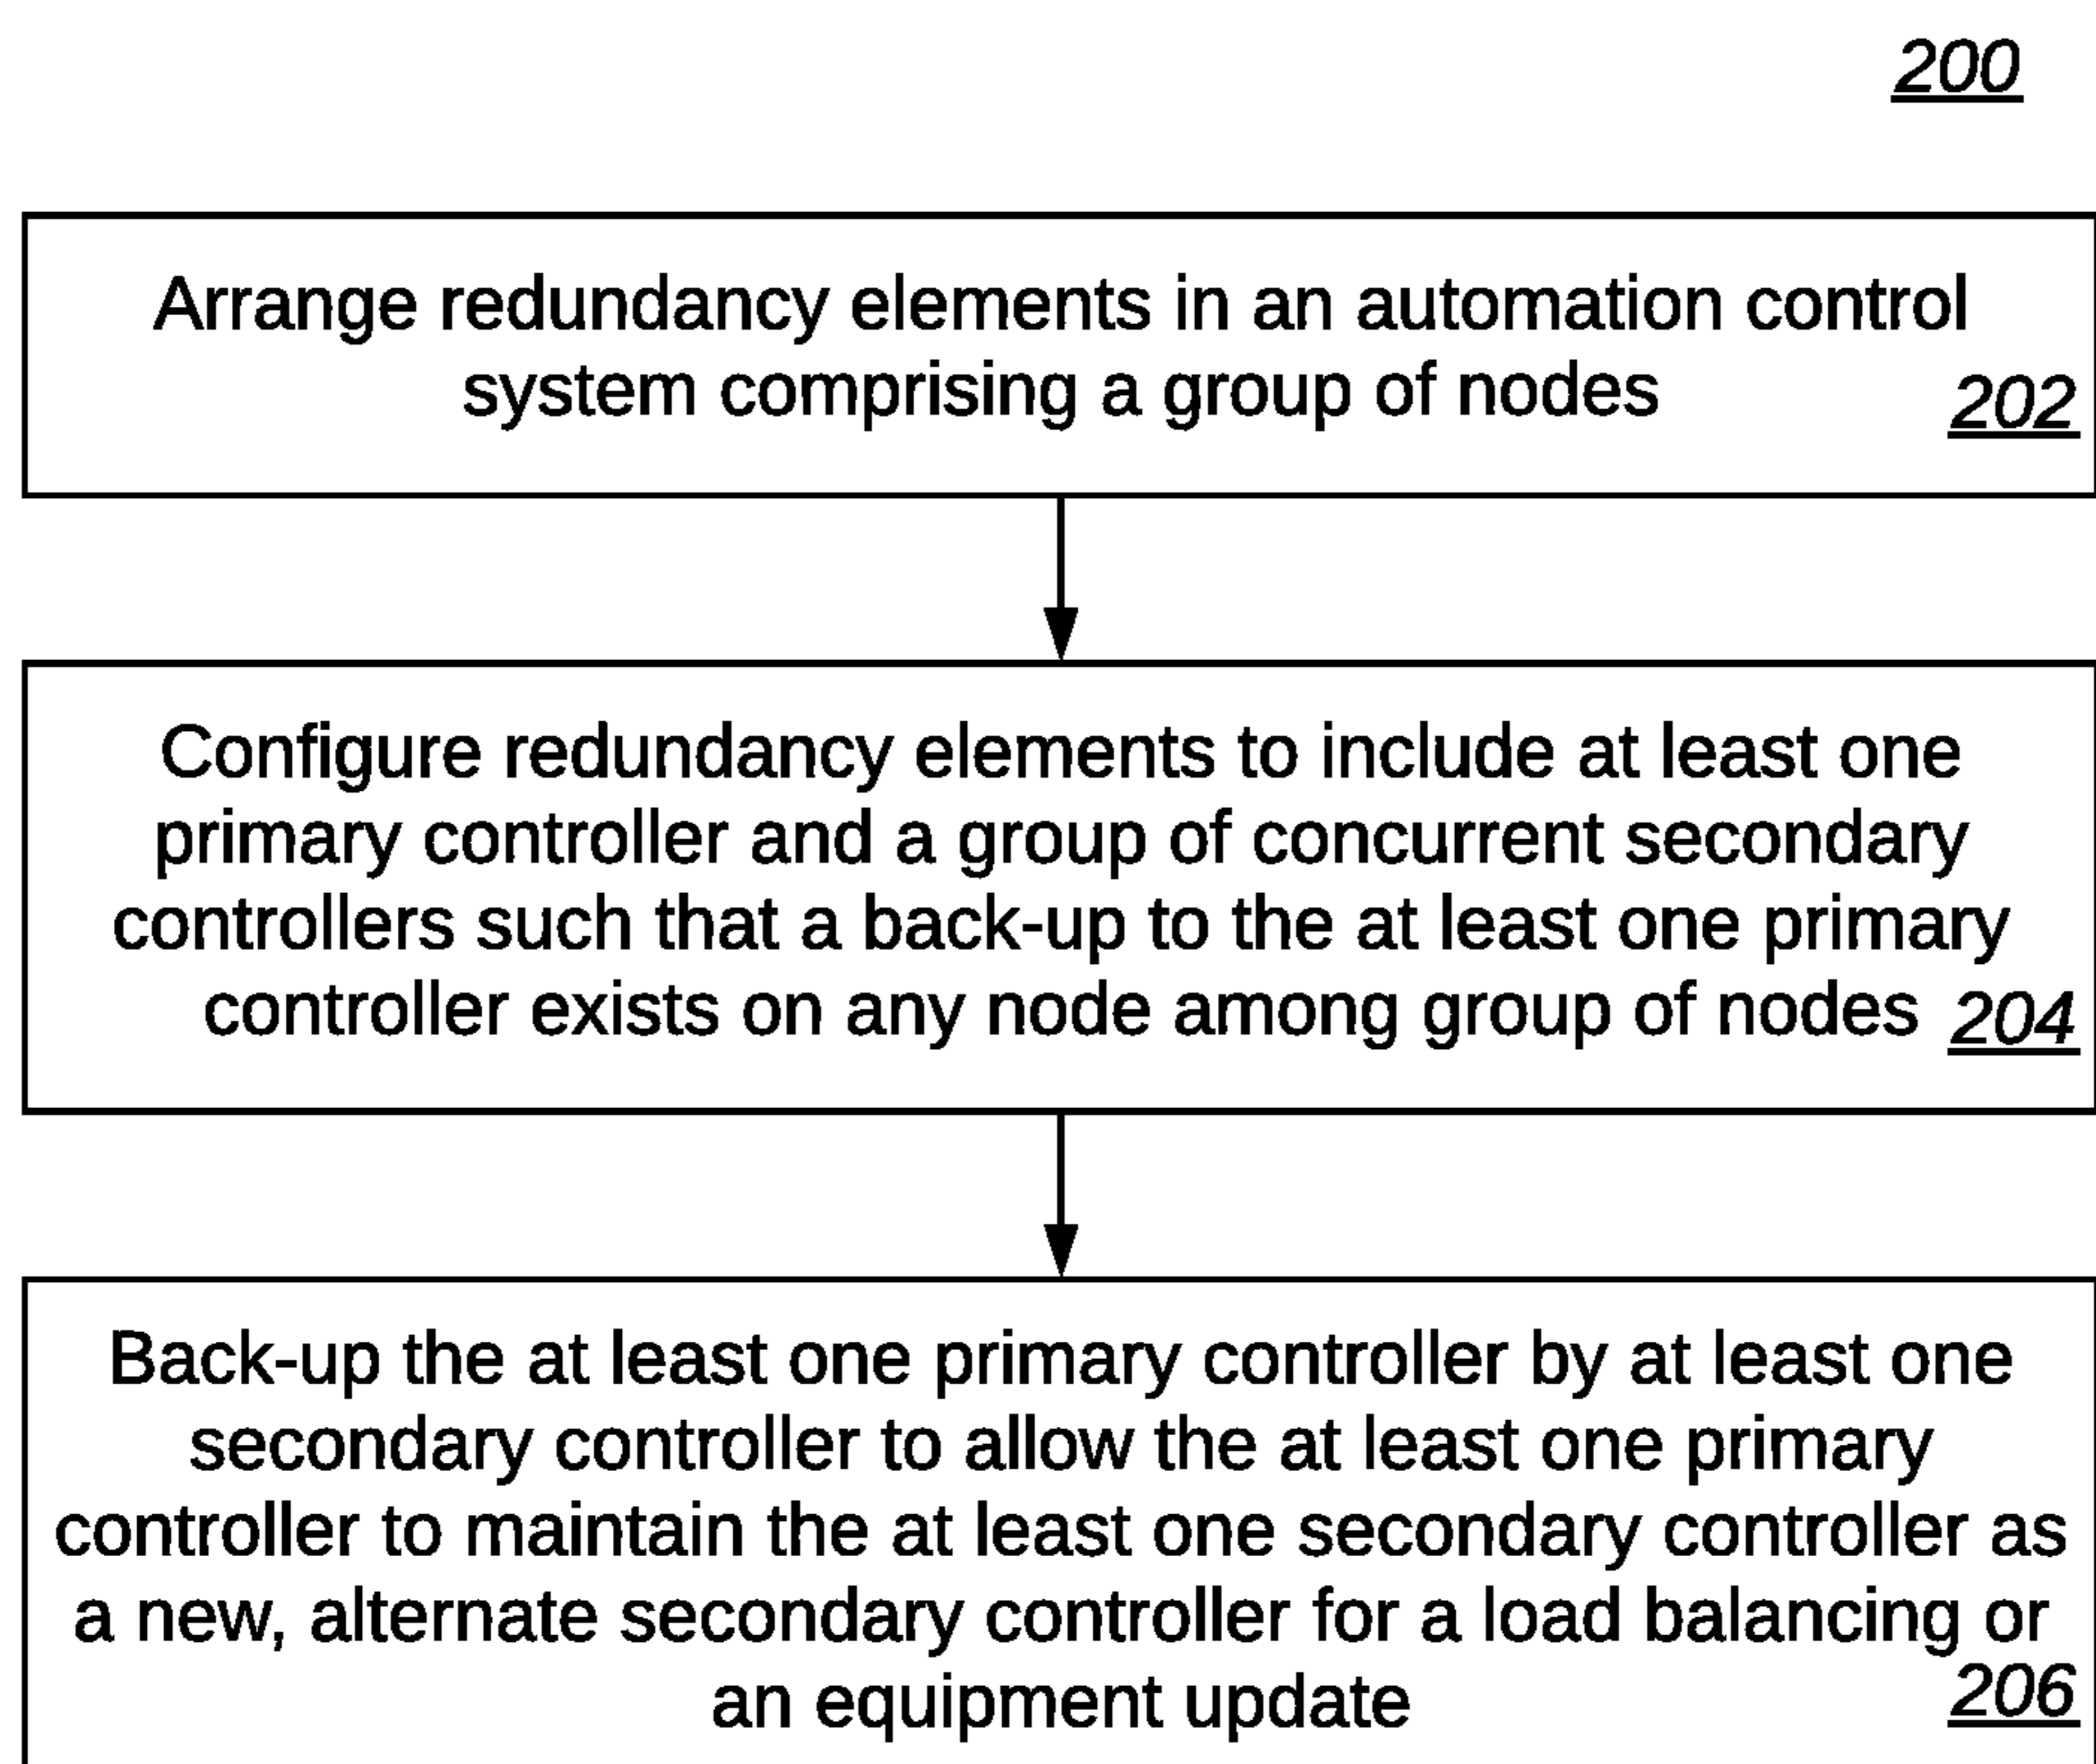 200
Arrange redundancy elements in an automation control
system comprising a group of nodes
202
Configure redundancy elements to include at least one
primary controller and a group of concurrent secondary
controllers such that a back-up to the at least one primary
controller exists on any node among group of nodes 204
Back-up the at least one primary controller by at least one
secondary controller to allow the at least one primary
controller to maintain the at least one secondary controller as
a new, alternate secondary controller for a load balancing or
an equipment update
206